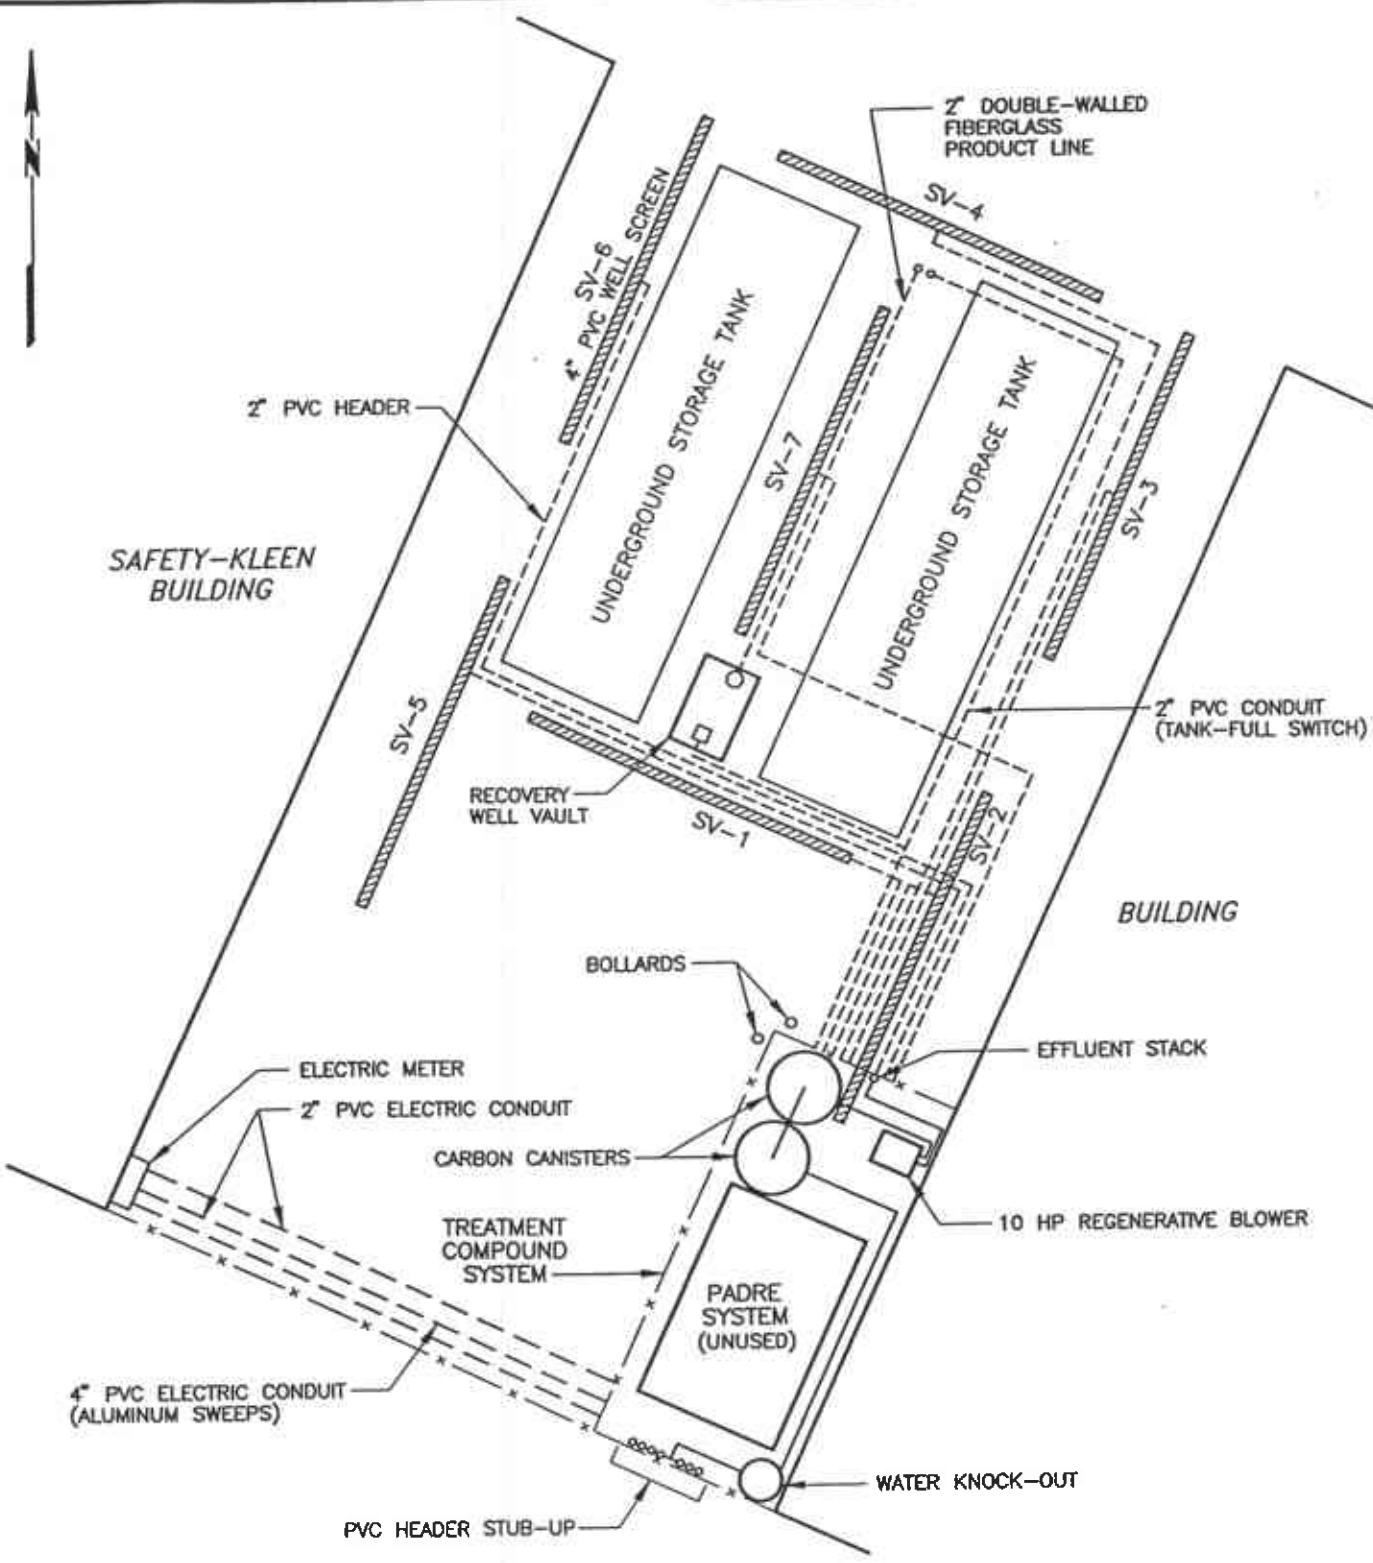 N
2" DOUBLE-WALLED
FIBERGLASS
PRODUCT LINE
SV-4
SV-6
4" PVC WELL SCREEN
UNDERGROUND STORAGE TANK
2" PVC HEADER
SV-7
UNDERGROUND STORAGE TANK
SV-3
SAFETY-KLEEN
BUILDING
SV-5
2" PVC CONDUIT
(TANK-FULL SWITCH)
RECOVERY
WELL VAULT
SV-1
SV-2
BUILDING
BOLLARDS
EFFLUENT STACK
ELECTRIC METER
2" PVC ELECTRIC CONDUIT
CARBON CANISTERS
10 HP REGENERATIVE BLOWER
TREATMENT
COMPOUND
SYSTEM
PADRE
SYSTEM
(UNUSED)
4" PVC ELECTRIC CONDUIT
(ALUMINUM SWEEPS)
WATER KNOCK-OUT
PVC HEADER STUB-UP